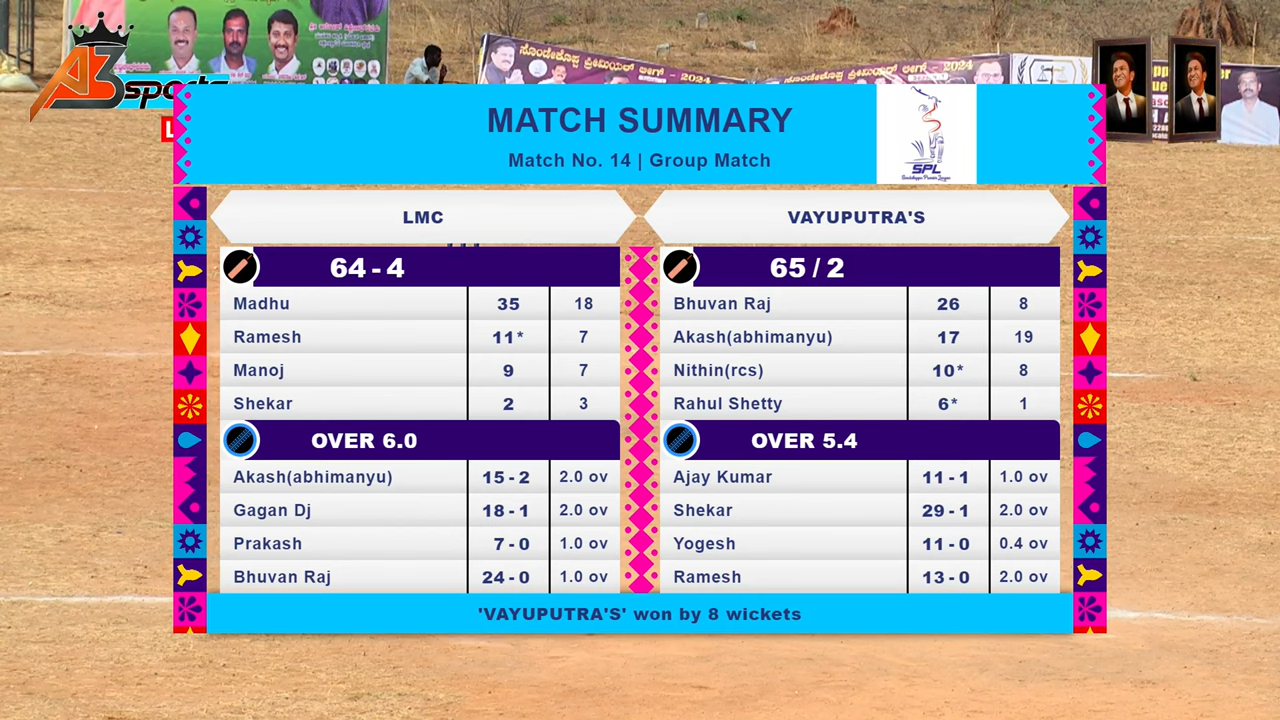 A3
sports
ಸೊಂಡೇಕೊಪ್ಪ ಪ್ರೀಮಿಯರ್ ಲೀಗ್ - 2024
ಸೊಂಡೇಕೊಪ್ಪ ಪ್ರೀಮಿಯರ್ ಲೀಗ್ - 2024
MATCH SUMMARY
Match No. 14 | Group Match
SPL
LMC
VAYUPUTRA'S
64 - 4
Madhu 35 18
Ramesh 11* 7
Manoj 9 7
Shekar 2 3
OVER 6.0
Akash(abhimanyu) 15 - 2 2.0 ov
Gagan Dj 18 - 1 2.0 ov
Prakash 7 - 0 1.0 ov
Bhuvan Raj 24 - 0 1.0 ov
65 / 2
Bhuvan Raj 26 8
Akash(abhimanyu) 17 19
Nithin(rcs) 10* 8
Rahul Shetty 6* 1
OVER 5.4
Ajay Kumar 11 - 1 1.0 ov
Shekar 29 - 1 2.0 ov
Yogesh 11 - 0 0.4 ov
Ramesh 13 - 0 2.0 ov
'VAYUPUTRA'S' won by 8 wickets